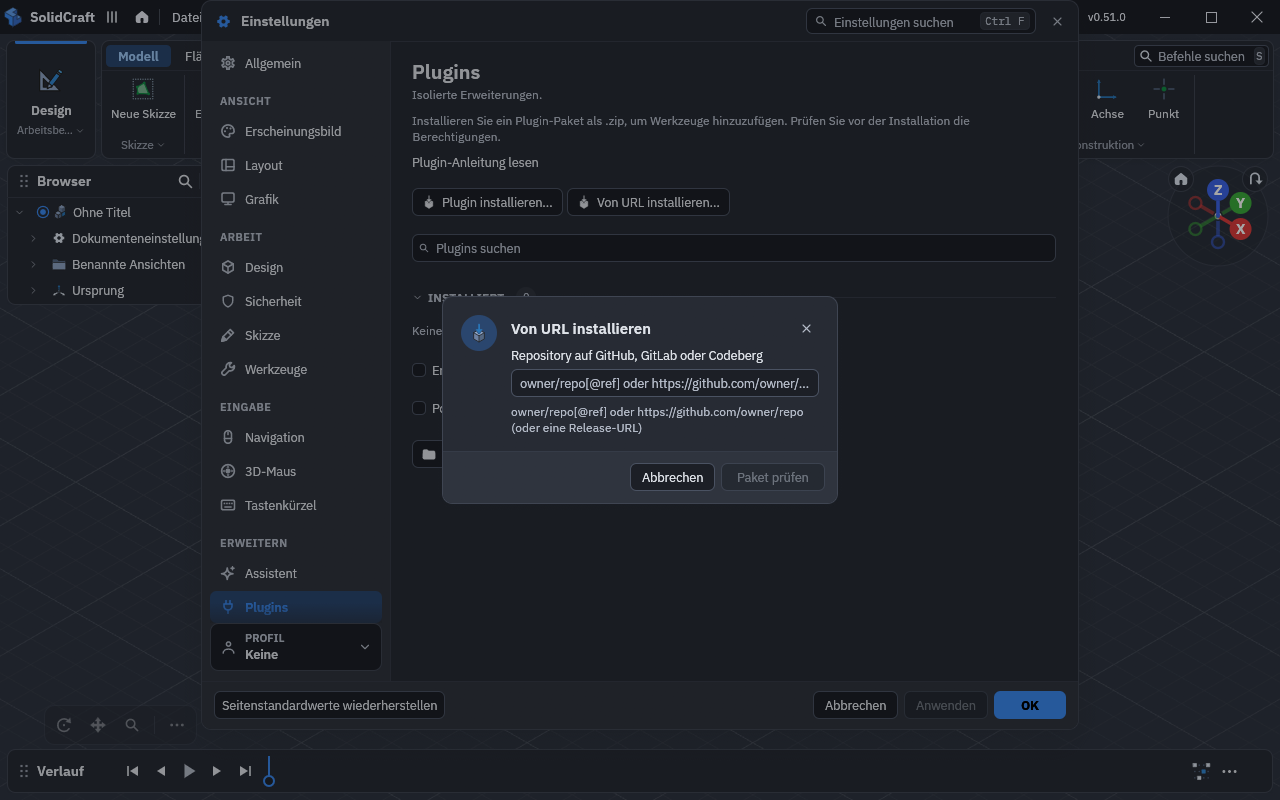 SolidCraft
Datei
Einstellungen
Einstellungen suchen
Ctrl F
v0.51.0
Modell
Design
Arbeitsbe...
Neue Skizze
Skizze
Befehle suchen
S
Achse
Punkt
Browser
Ohne Titel
Benannte Ansichten
Ursprung
Z
Y
X
Allgemein
ANSICHT
Erscheinungsbild
Layout
Grafik
ARBEIT
Design
Sicherheit
Skizze
Werkzeuge
EINGABE
Navigation
3D-Maus
Tastenkürzel
ERWEITERN
Assistent
Plugins
PROFIL
Keine
Plugins
Isolierte Erweiterungen.
Installieren Sie ein Plugin-Paket als .zip, um Werkzeuge hinzuzufügen. Prüfen Sie vor der Installation die
Berechtigungen.
Plugin-Anleitung lesen
Plugin installieren...
Von URL installieren...
Plugins suchen
Keine
Von URL installieren
Repository auf GitHub, GitLab oder Codeberg
owner/repo[@ref] oder https://github.com/owner/...
owner/repo[@ref] oder https://github.com/owner/repo
(oder eine Release-URL)
Abbrechen
Paket prüfen
Seitenstandardwerte wiederherstellen
Abbrechen
Anwenden
OK
Verlauf